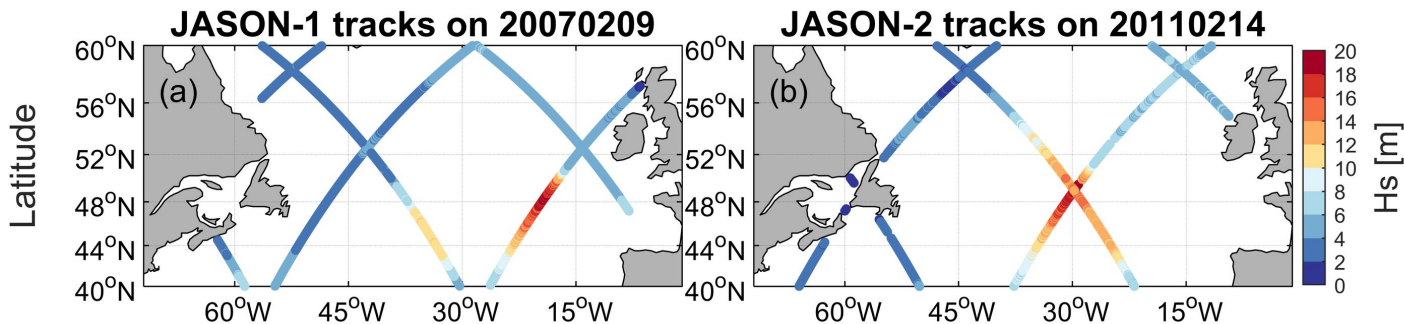 JASON-1 tracks on 20070209
JASON-2 tracks on 20110214
Latitude
60°N
56°N
52°N
48°N
44°N
40°N
(a)
60°W 45°W 30°W 15°W
60°N
56°N
52°N
48°N
44°N
40°N
(b)
60°W 45°W 30°W 15°W
20
18
16
14
12
10
8
6
4
2
0
Hs [m]